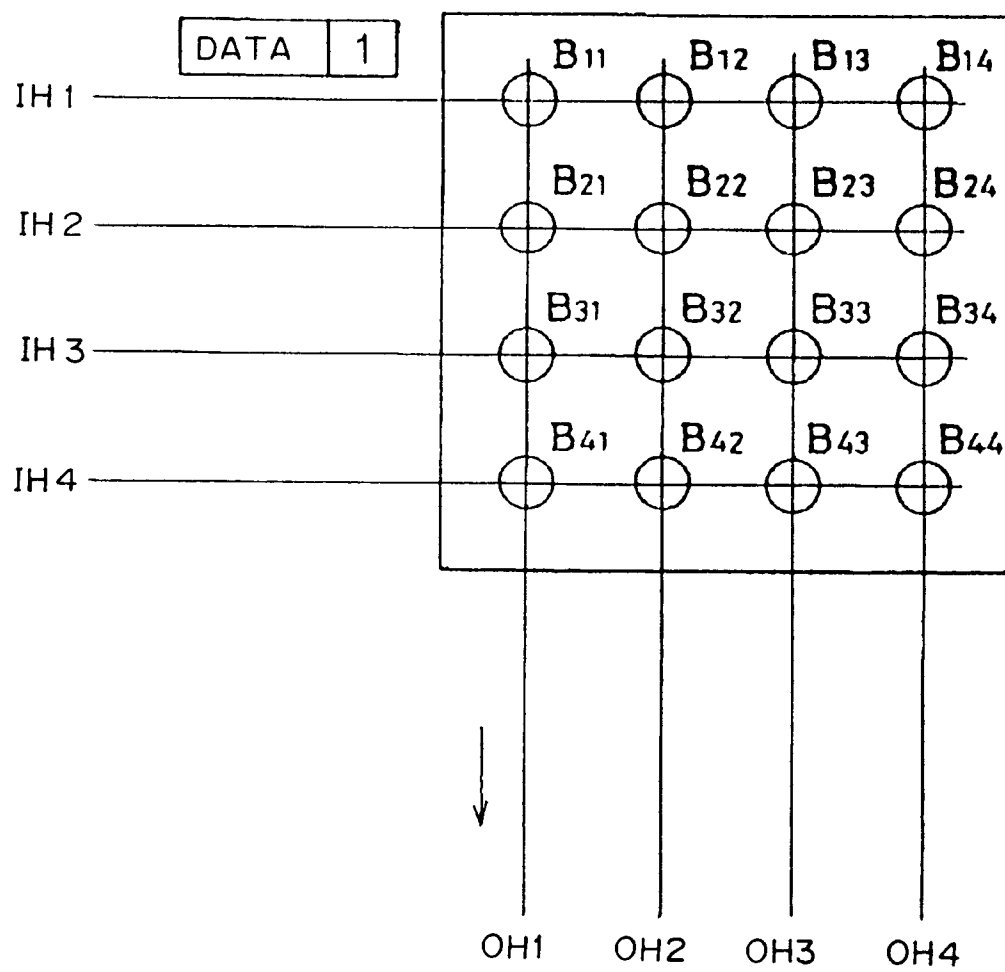 DATA 1
B11 B12 B13 B14
IH1
B21 B22 B23 B24
IH2
B31 B32 B33 B34
IH3
B41 B42 B43 B44
IH4
OH1 OH2 OH3 OH4